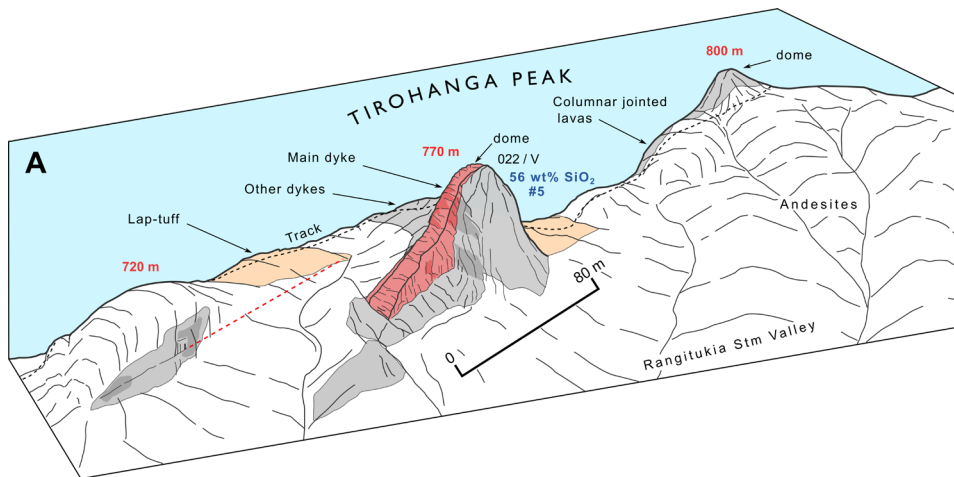 A
TIROHANGA PEAK
800 m
dome
Columnar jointed
lavas
dome
770 m
022 / V
Main dyke
56 wt% SiO₂
#5
Other dykes
Lap-tuff
Track
Andesites
720 m
80 m
0
Rangitukia Stm Valley